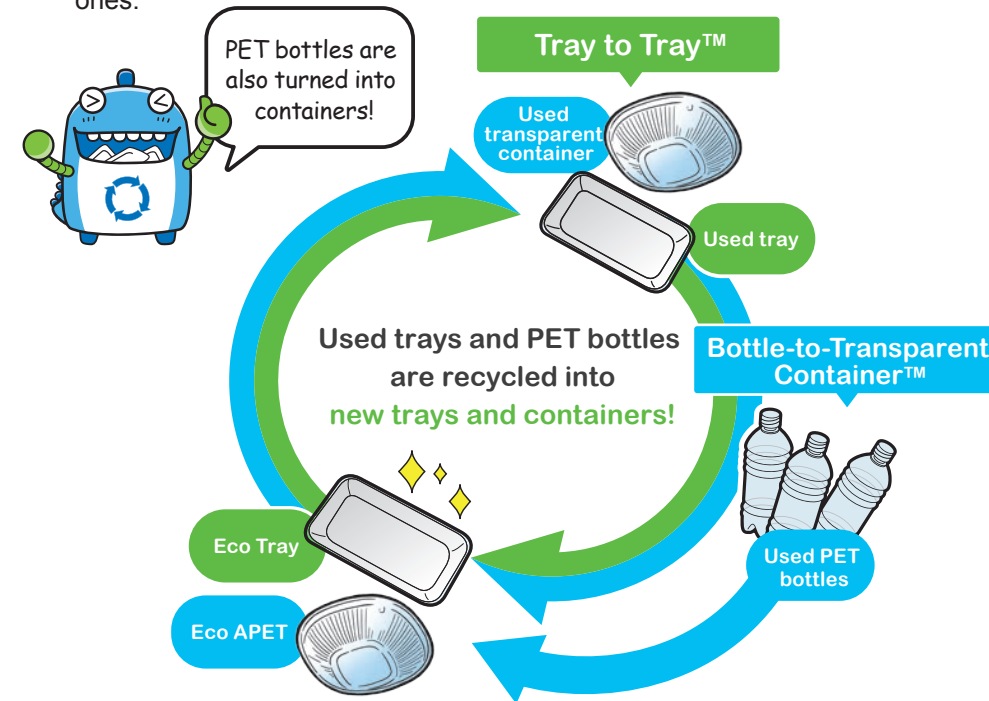 ones.
PET bottles are
also turned into
containers!
Tray to Tray™
Used
transparent
container
Used tray
Used trays and PET bottles
are recycled into
new trays and containers!
Bottle-to-Transparent
Container™
Eco Tray
Used PET
bottles
Eco APET